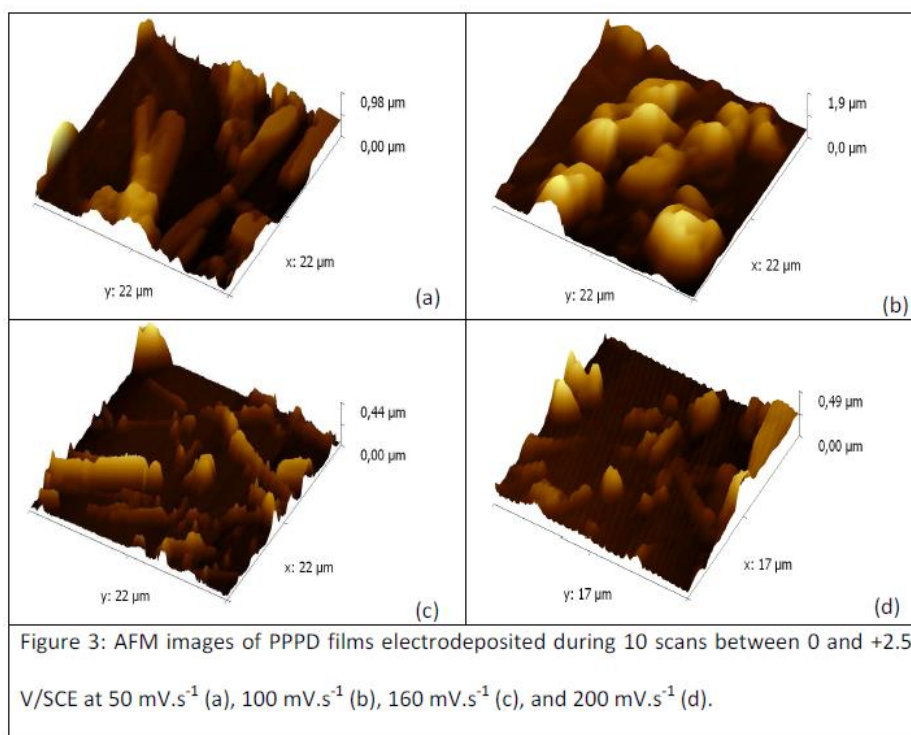 0,98 µm
0,00 µm
x: 22 µm
y: 22 µm
(a)
1,9 µm
0,0 µm
x: 22 µm
y: 22 µm
(b)
0,44 µm
0,00 µm
x: 22 µm
y: 22 µm
(c)
0,49 µm
0,00 µm
x: 17 µm
y: 17 µm
(d)
Figure 3: AFM images of PPPD films electrodeposited during 10 scans between 0 and +2.5
V/SCE at 50 mV.s⁻¹ (a), 100 mV.s⁻¹ (b), 160 mV.s⁻¹ (c), and 200 mV.s⁻¹ (d).